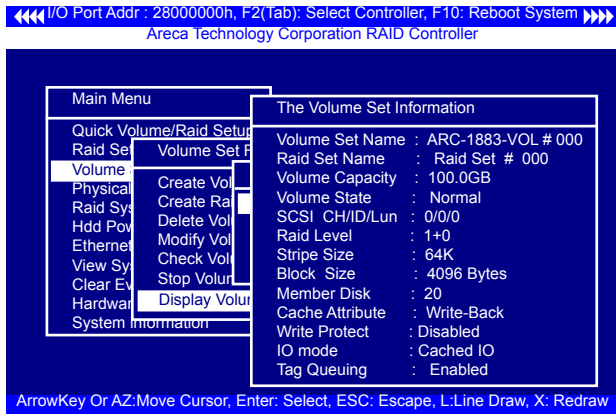 I/O Port Addr : 28000000h, F2(Tab): Select Controller, F10: Reboot System
Areca Technology Corporation RAID Controller
Main Menu
Quick Volume/Raid Setup
Raid Set
Volume
Physical
Raid Sys
Hdd Pow
Ethernet
View Sy
Clear Ev
Hardwar
System Information
Volume Set F
Create Vol
Create Ra
Delete Volu
Modify Vol
Check Volu
Stop Volum
Display Volu
The Volume Set Information
Volume Set Name : ARC-1883-VOL # 000
Raid Set Name : Raid Set # 000
Volume Capacity : 100.0GB
Volume State : Normal
SCSI CH/ID/Lun : 0/0/0
Raid Level : 1+0
Stripe Size : 64K
Block Size : 4096 Bytes
Member Disk : 20
Cache Attribute : Write-Back
Write Protect : Disabled
IO mode : Cached IO
Tag Queuing : Enabled
ArrowKey Or AZ:Move Cursor, Enter: Select, ESC: Escape, L:Line Draw, X: Redraw